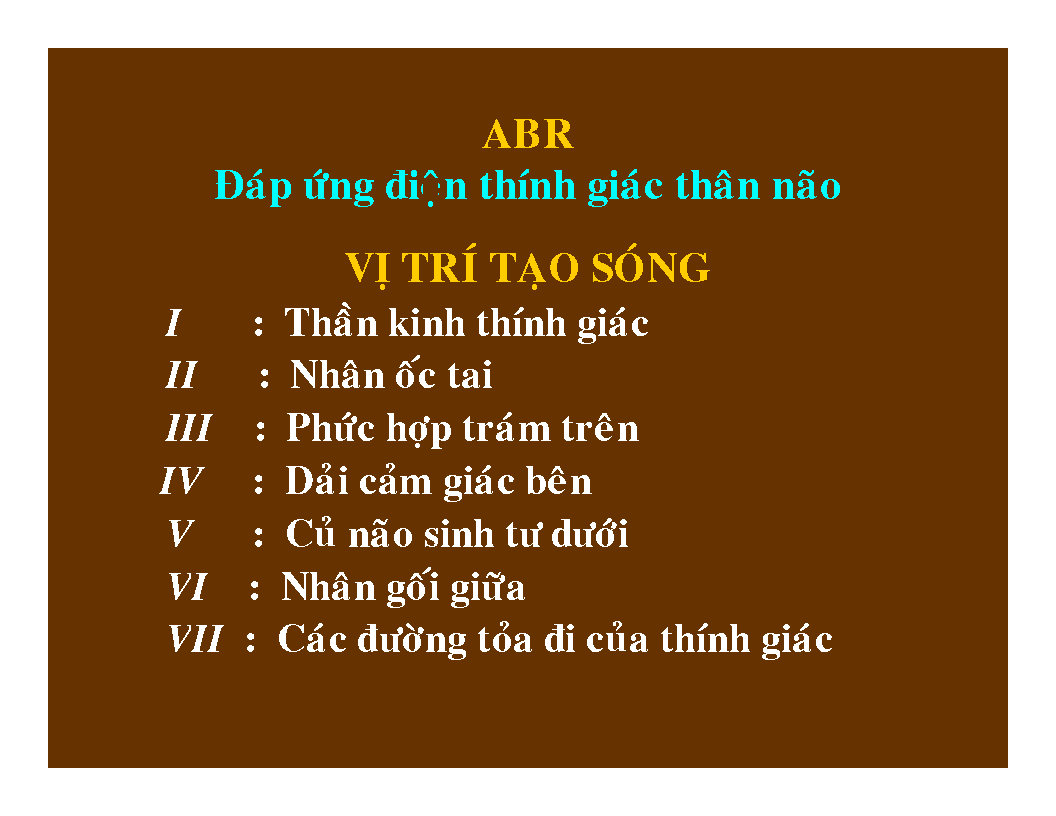 ABR
Đáp ứng điện thính giác thân não
VỊ TRÍ TẠO SÓNG
I : Thần kinh thính giác
II : Nhân ốc tai
III : Phức hợp trám trên
IV : Dải cảm giác bên
V : Củ não sinh tư dưới
VI : Nhân gối giữa
VII : Các đường tỏa đi của thính giác